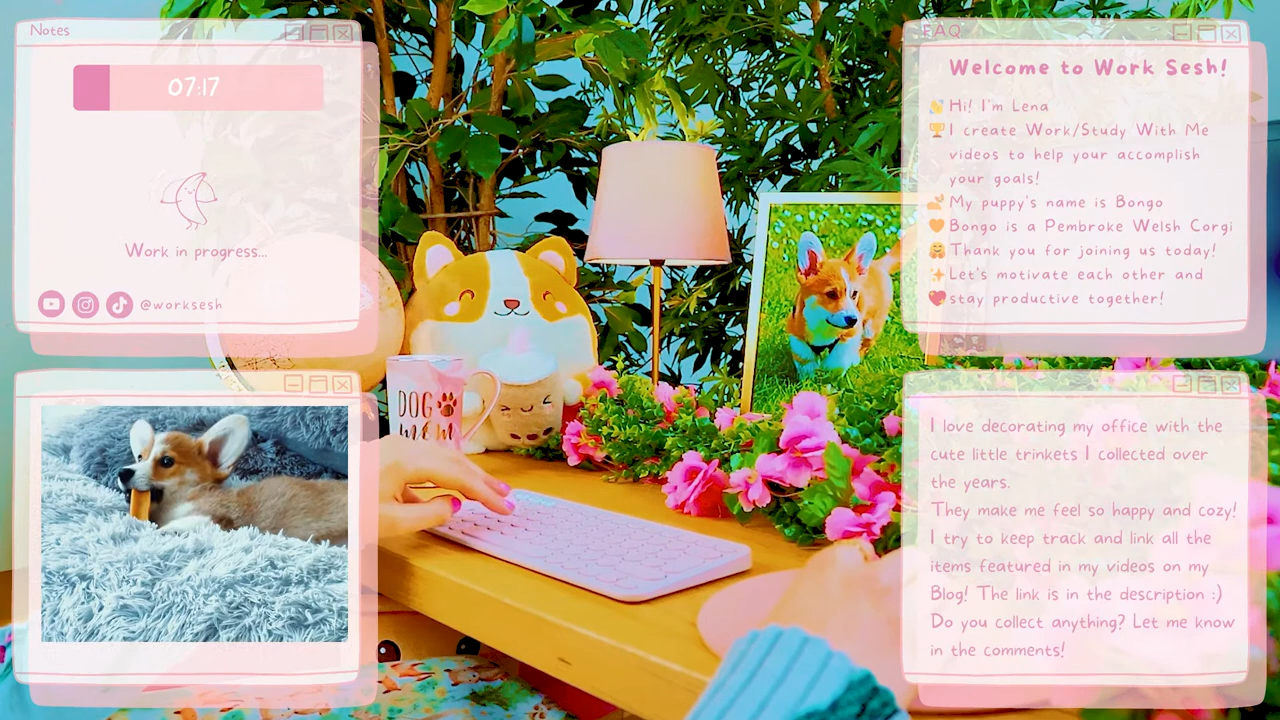 Notes
07:17
Work in progress...
@worksesh
FAQ
Welcome to Work Sesh!
Hi! I'm Lena
I create Work/Study With Me
videos to help your accomplish
your goals!
My puppy's name is Bongo
Bongo is a Pembroke Welsh Corgi
Thank you for joining us today!
Let's motivate each other and
stay productive together!
DOG
MOM
I love decorating my office with the
cute little trinkets I collected over
the years.
They make me feel so happy and cozy!
I try to keep track and link all the
items featured in my videos on my
Blog! The link is in the description :)
Do you collect anything? Let me know
in the comments!